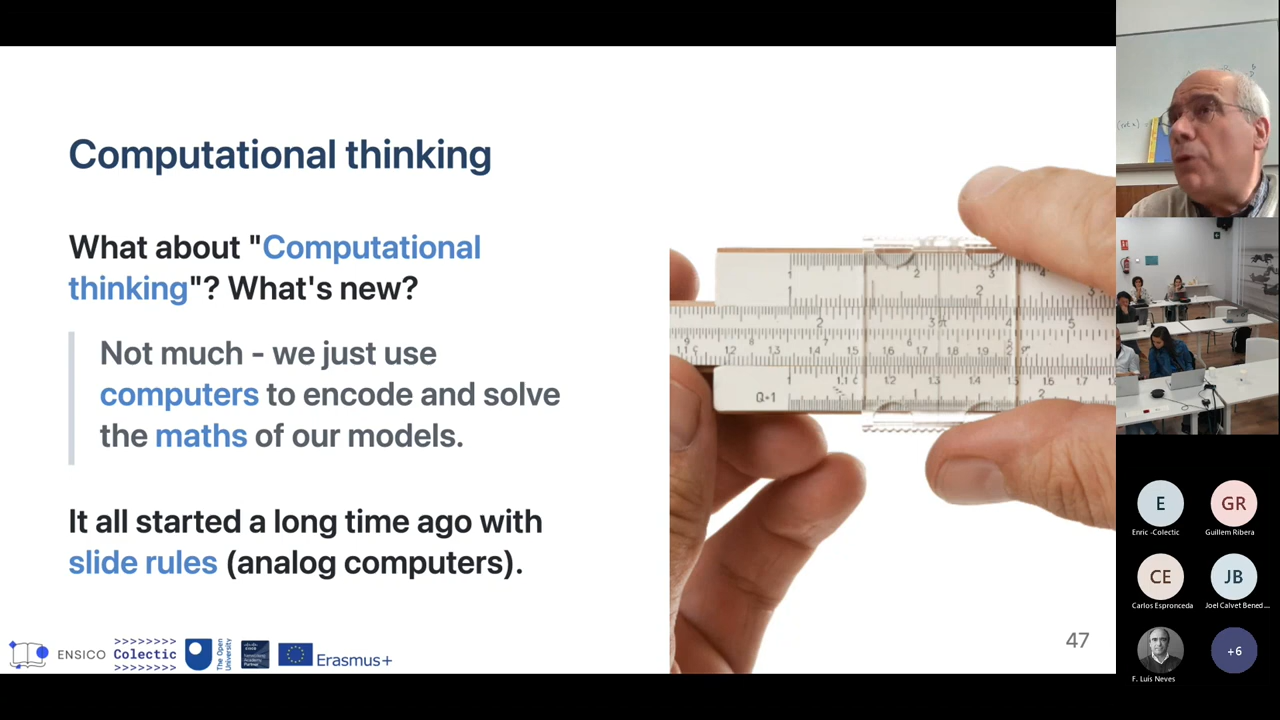 Computational thinking
What about "Computational
thinking"? What's new?
Not much - we just use
computers to encode and solve
the maths of our models.
It all started a long time ago with
slide rules (analog computers).
ENSICO
>>>>>>>>
Colectic
>>>>>>>>
The Open
University
Erasmus+
47
Q•1
E
Enric -Colectic
GR
Guillem Ribera
CE
Carlos Espronceda
JB
Joel Calvet Bened...
F. Luís Neves
+6